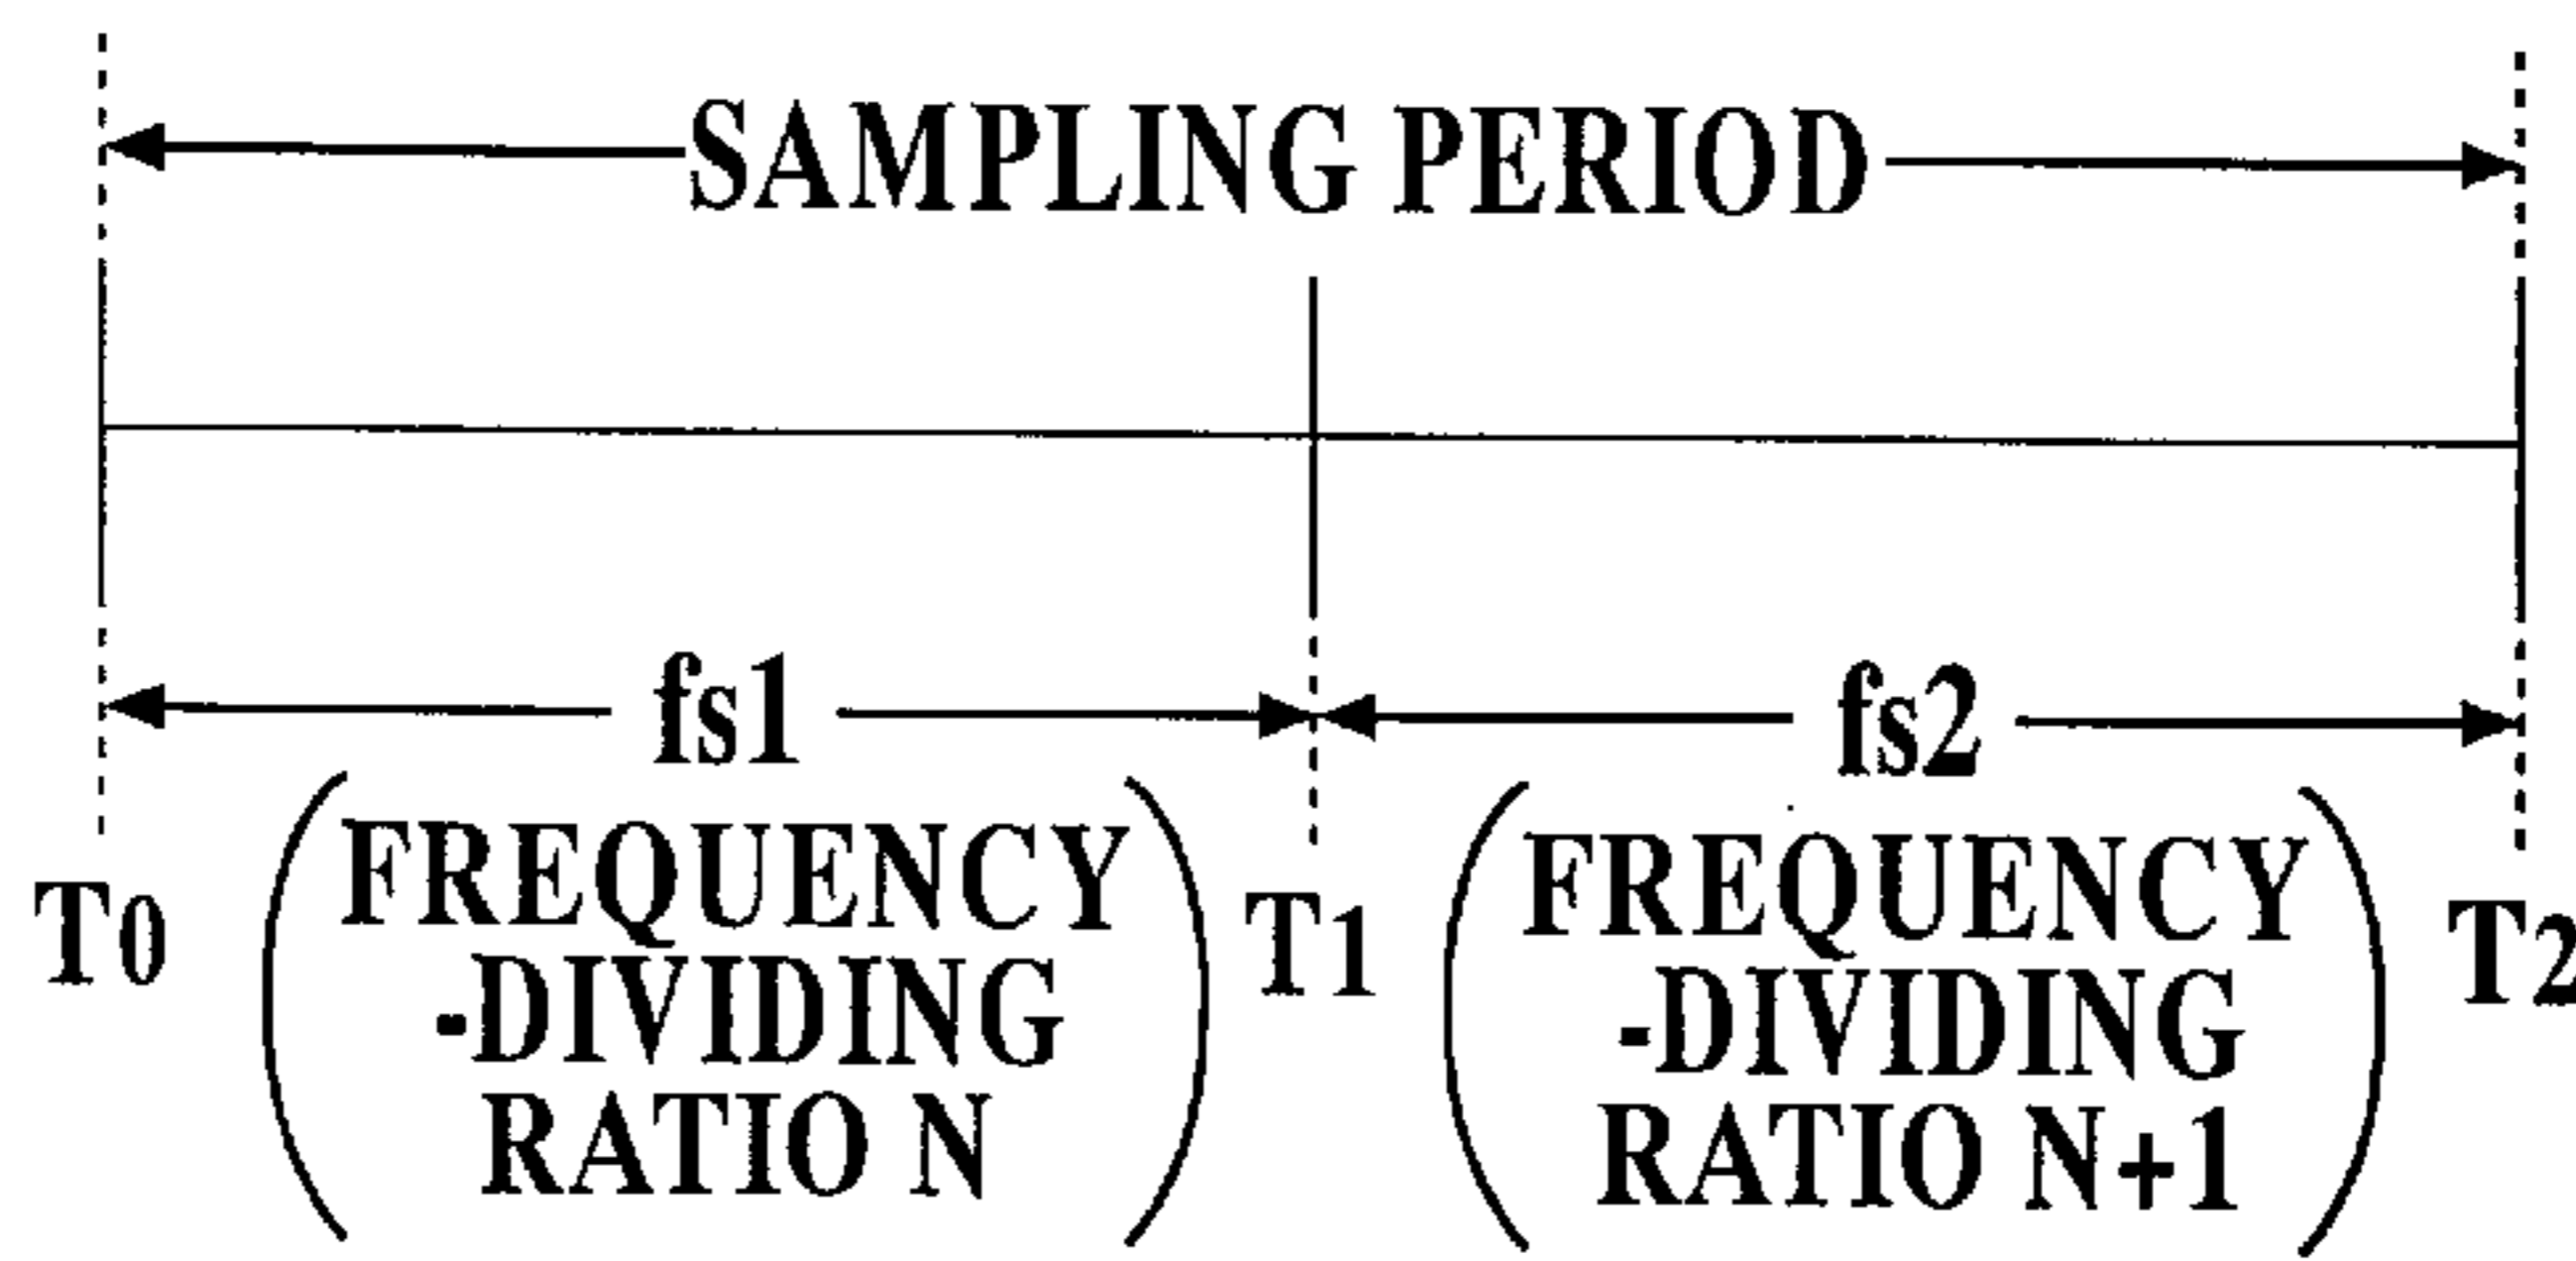 SAMPLING PERIOD
fs1
fs2
FREQUENCY
-DIVIDING
RATIO N
FREQUENCY
-DIVIDING
RATIO N+1
T0
T1
T2